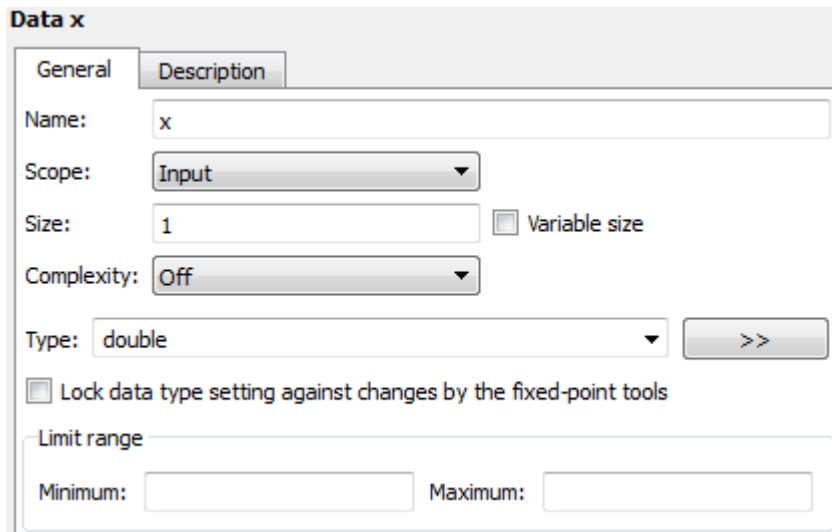 Data x
General Description
Name: x
Scope: Input
Size: 1 Variable size
Complexity: Off
Type: double >>
Lock data type setting against changes by the fixed-point tools
Limit range
Minimum: Maximum: